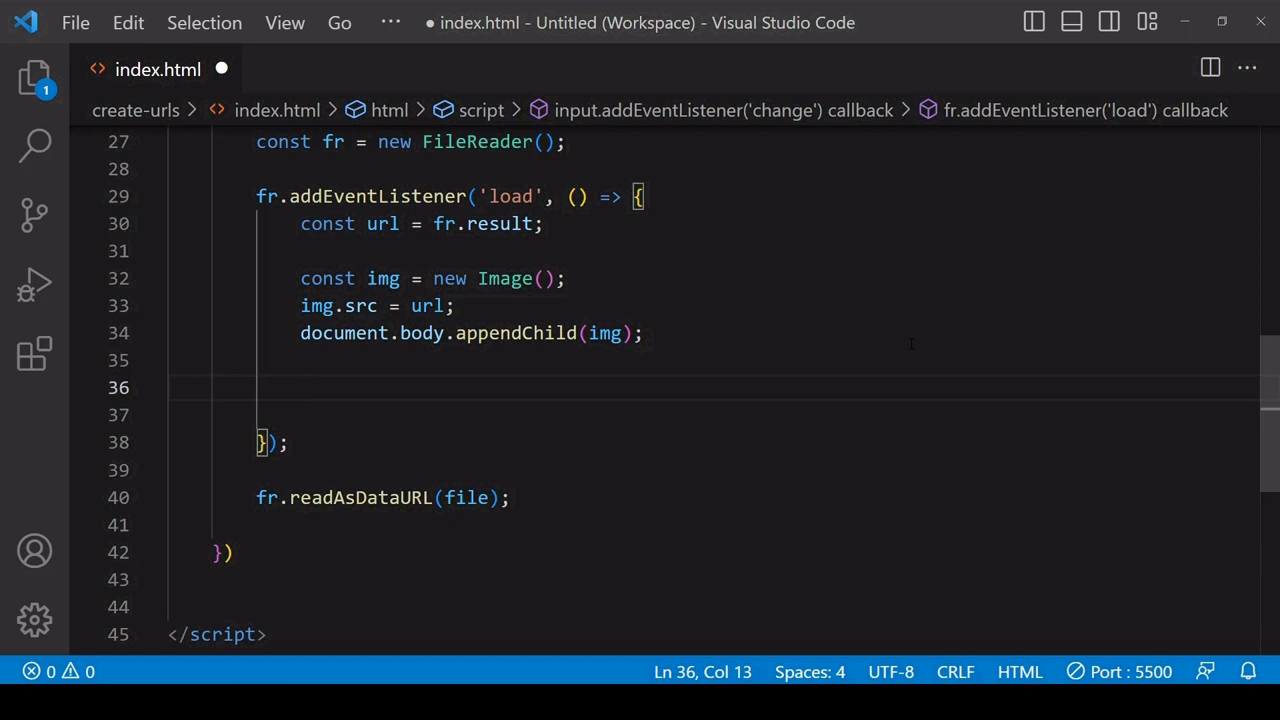 File Edit Selection View Go ··· ● index.html - Untitled (Workspace) - Visual Studio Code
<> index.html ●
create-urls > <> index.html > html > script > input.addEventListener('change') callback > fr.addEventListener('load') callback
1
27 const fr = new FileReader();
28
29 fr.addEventListener('load', () => {
30 const url = fr.result;
31
32 const img = new Image();
33 img.src = url;
34 document.body.appendChild(img);
35
36
37
38 });
39
40 fr.readAsDataURL(file);
41
42 })
43
44
45 </script>
0 0 Ln 36, Col 13 Spaces: 4 UTF-8 CRLF HTML Port : 5500